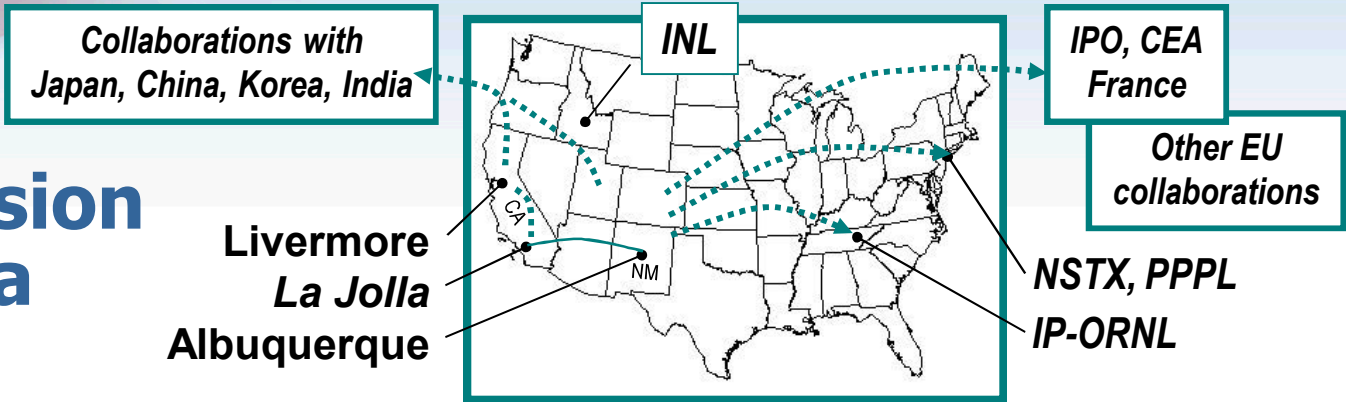 Collaborations with
Japan, China, Korea, India
INL
IPO, CEA
France
Other EU
collaborations
sion
a
Livermore
La Jolla
Albuquerque
CA
NM
NSTX, PPPL
IP-ORNL